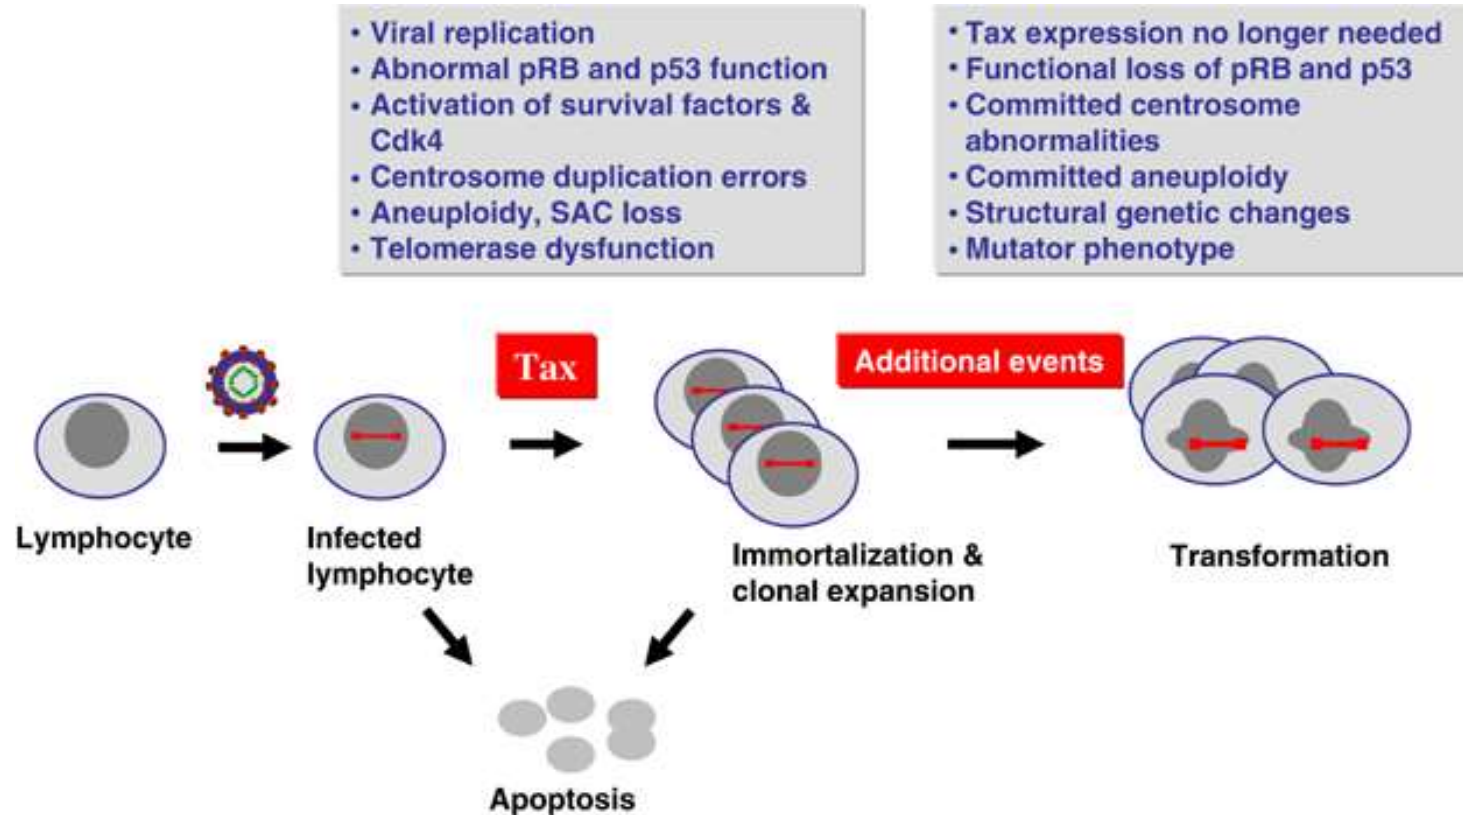 • Viral replication
• Abnormal pRB and p53 function
• Activation of survival factors &
Cdk4
• Centrosome duplication errors
• Aneuploidy, SAC loss
• Telomerase dysfunction
• Tax expression no longer needed
• Functional loss of pRB and p53
• Committed centrosome
abnormalities
• Committed aneuploidy
• Structural genetic changes
• Mutator phenotype
Tax
Additional events
Lymphocyte
Infected
lymphocyte
Immortalization &
clonal expansion
Transformation
Apoptosis